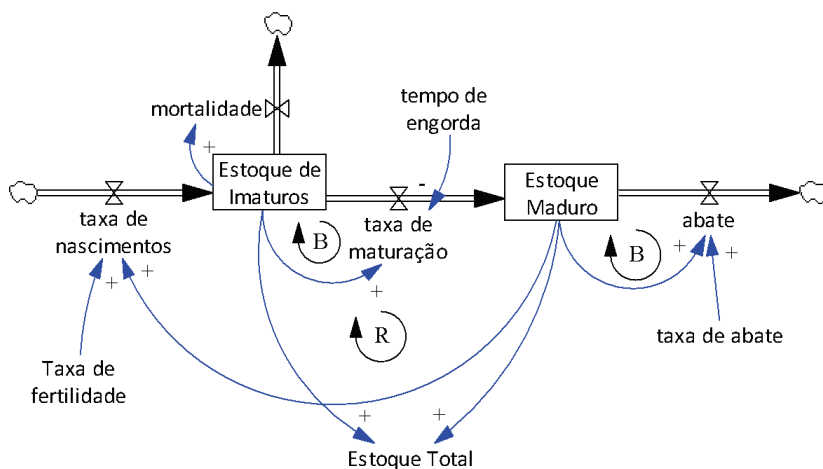 mortalidade
tempo de
engorda
+
Estoque de
Imaturos
-
Estoque
Maduro
taxa de
nascimentos
B
taxa de
maturação
B
abate
+
+
+
+
+
R
Taxa de
fertilidade
taxa de abate
+
+
Estoque Total